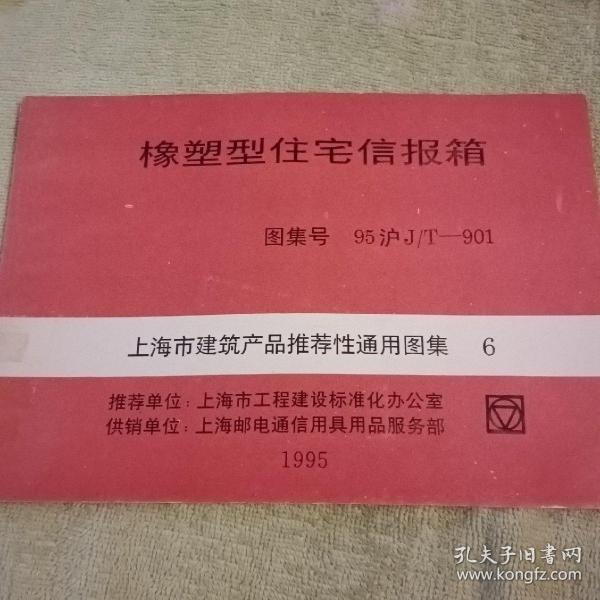 橡塑型住宅信报箱
图集号 95沪J/T—901
上海市建筑产品推荐性通用图集 6
推荐单位：上海市工程建设标准化办公室
供销单位：上海邮电通信用具用品服务部
1995
孔夫子旧书网
www.kongfz.com